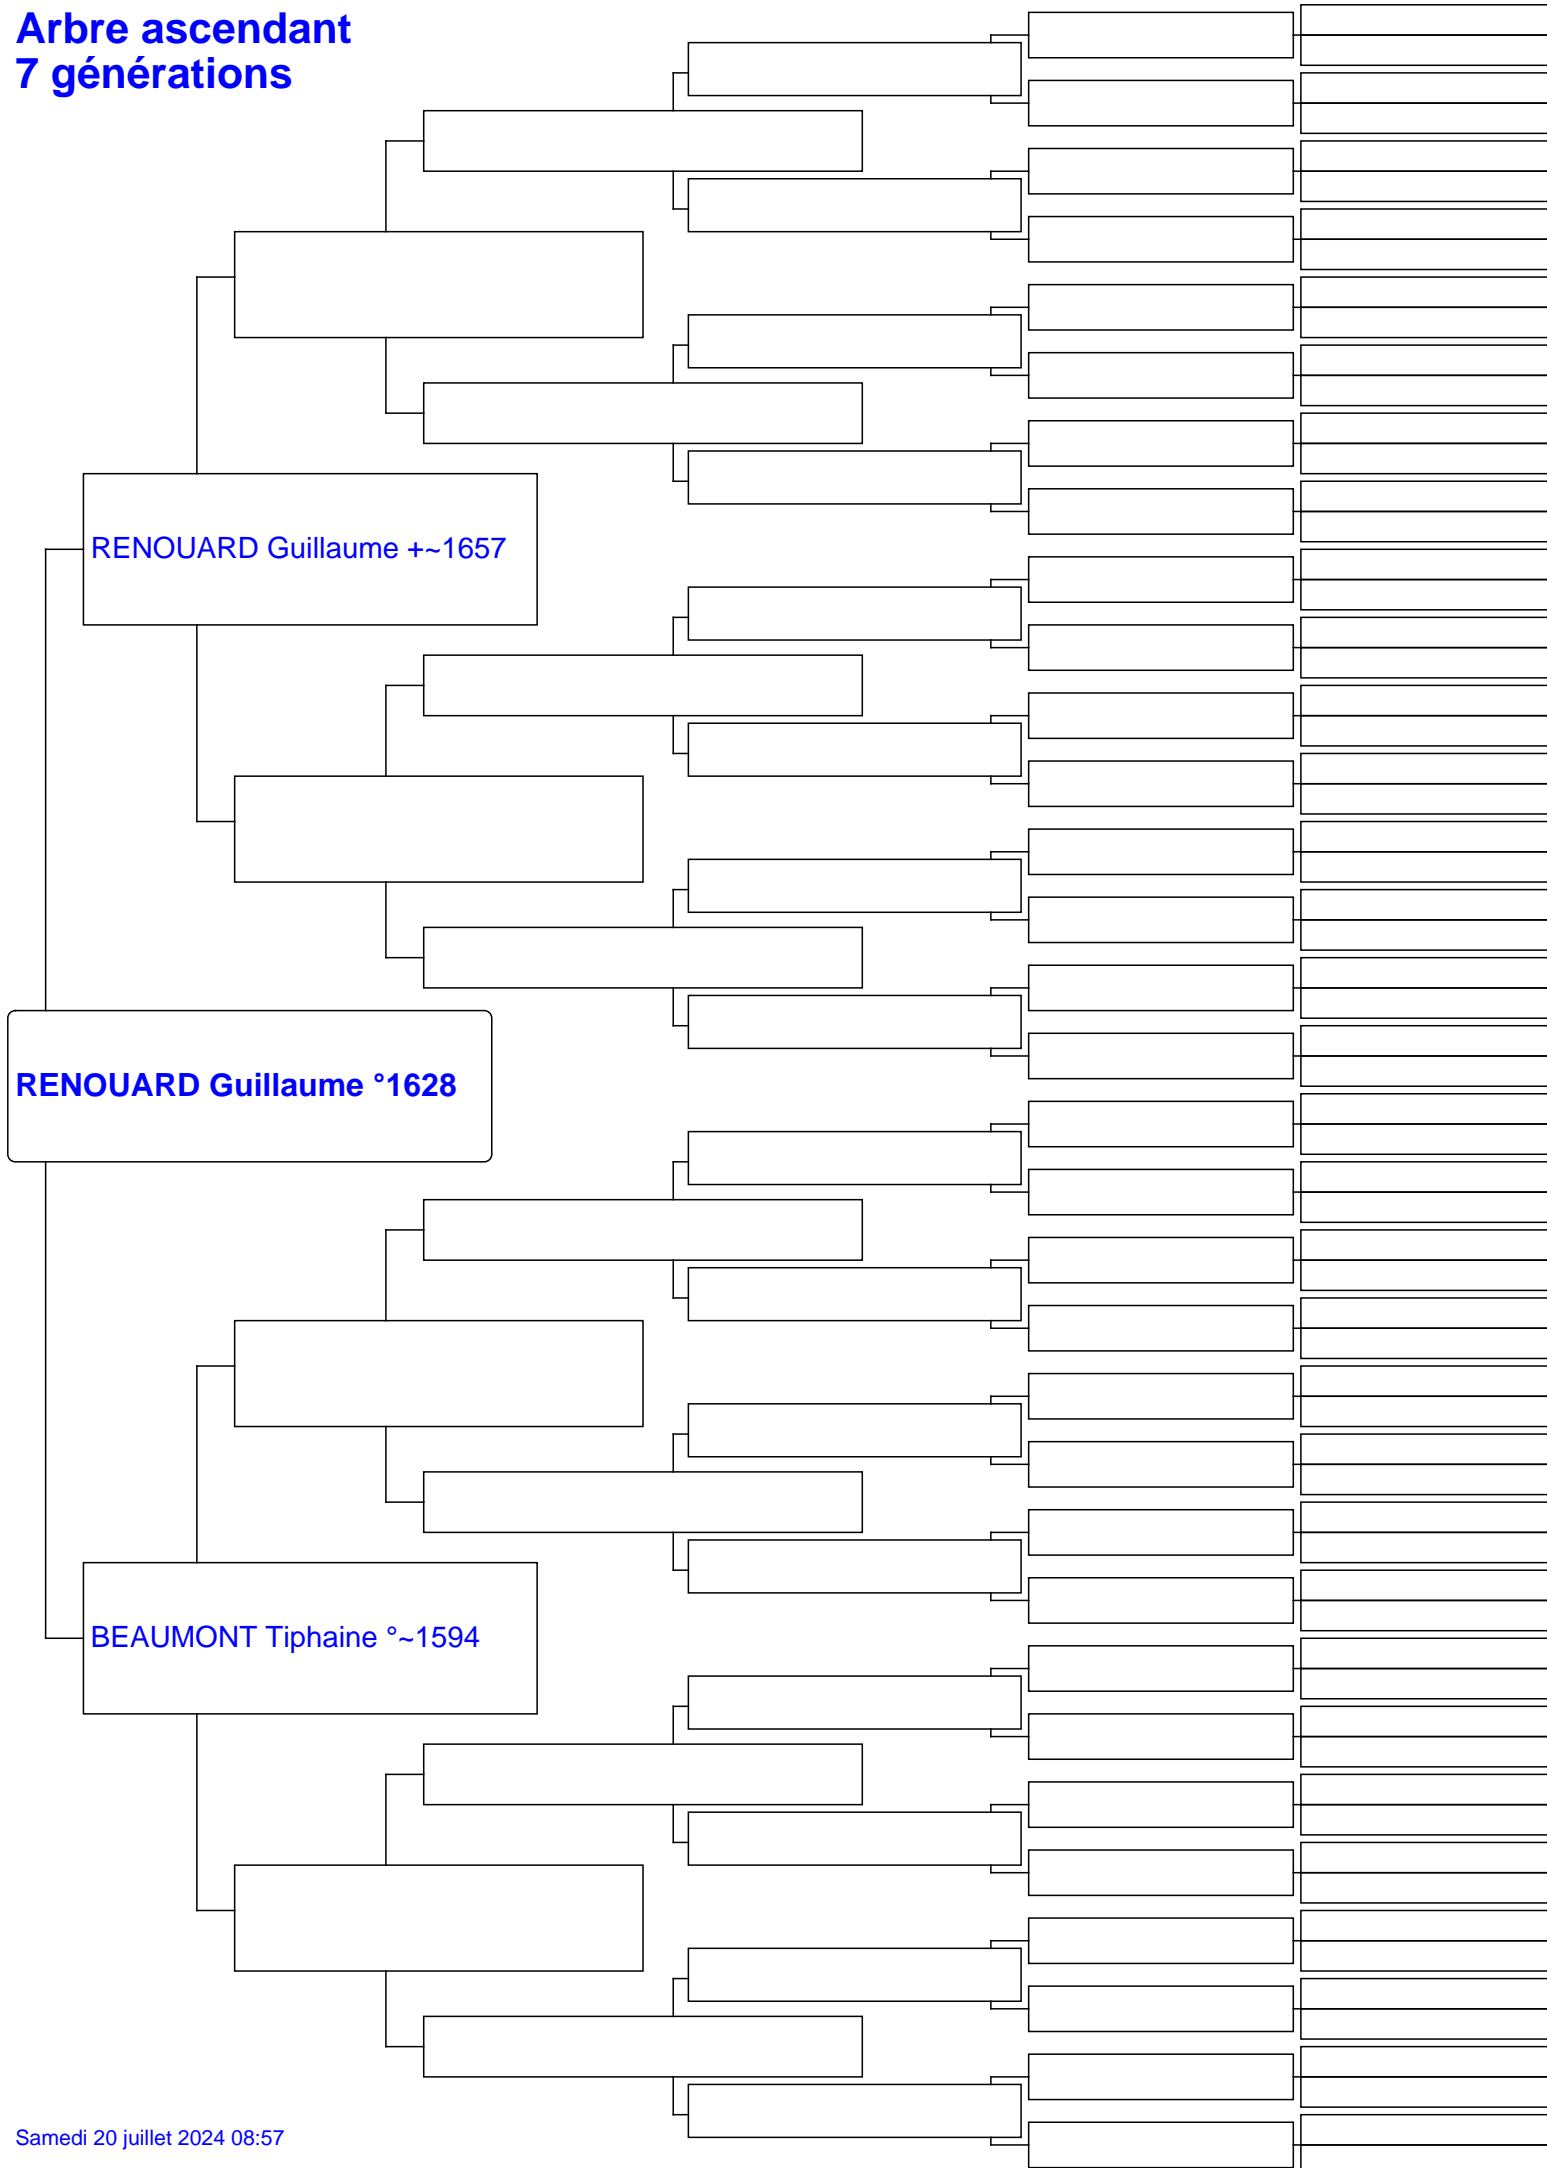 Arbre ascendant
7 générations
RENOUARD Guillaume +~1657
RENOUARD Guillaume °1628
BEAUMONT Tiphaine °~1594
Samedi 20 juillet 2024 08:57